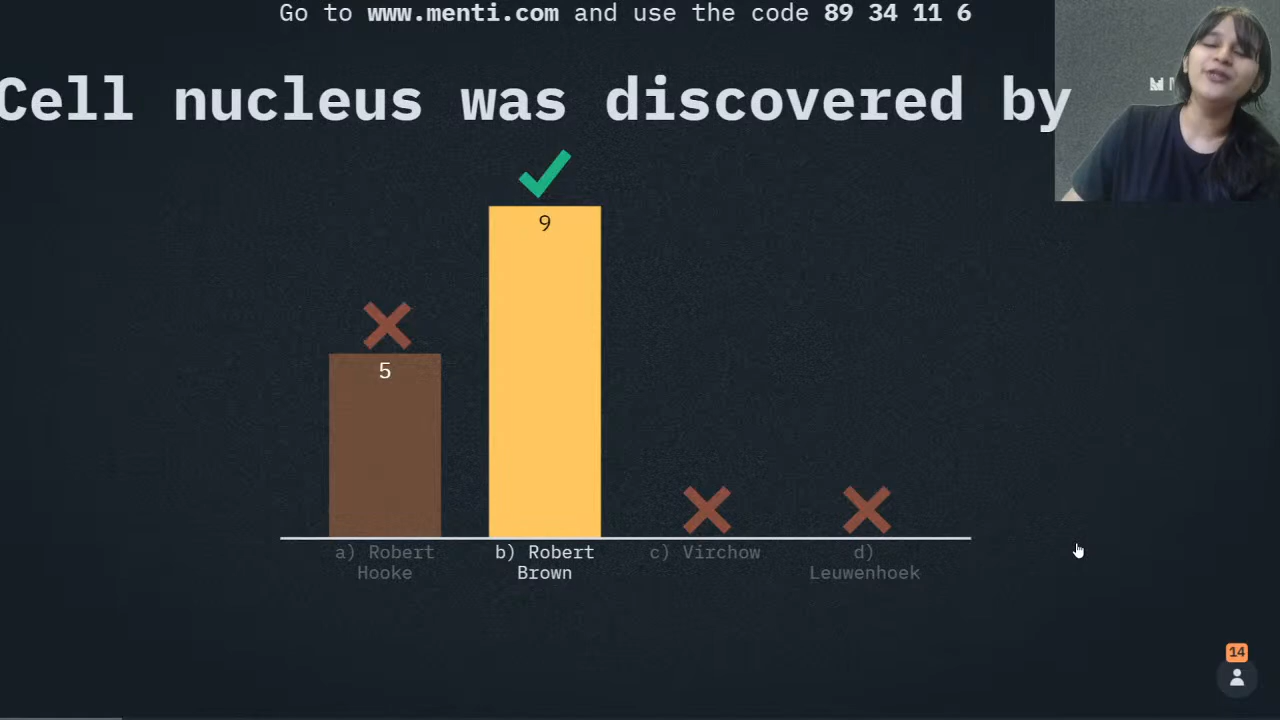 Go to www.menti.com and use the code 89 34 11 6
Cell nucleus was discovered by
9
5
a) Robert
Hooke
b) Robert
Brown
c) Virchow
d)
Leuwenhoek
14